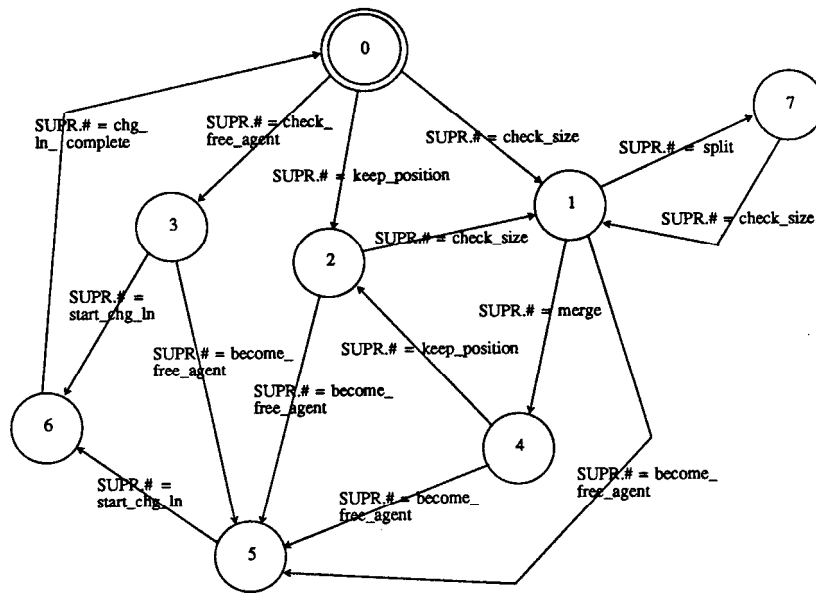 0
7
SUPR.# = chg_
ln_ complete
SUPR.# = check_
free_agent
SUPR.# = check_size
SUPR.# = split
SUPR.# = keep_position
1
3
SUPR.# = check_size
2
SUPR.# = check_size
SUPR.# =
start_chg_ln
SUPR.# = merge
SUPR.# = become_
free_agent
SUPR.# = keep_position
SUPR.# = become_
free_agent
6
4
SUPR.# =
start_chg_ln
SUPR.# = become_
free_agent
SUPR.# = become_
free_agent
5